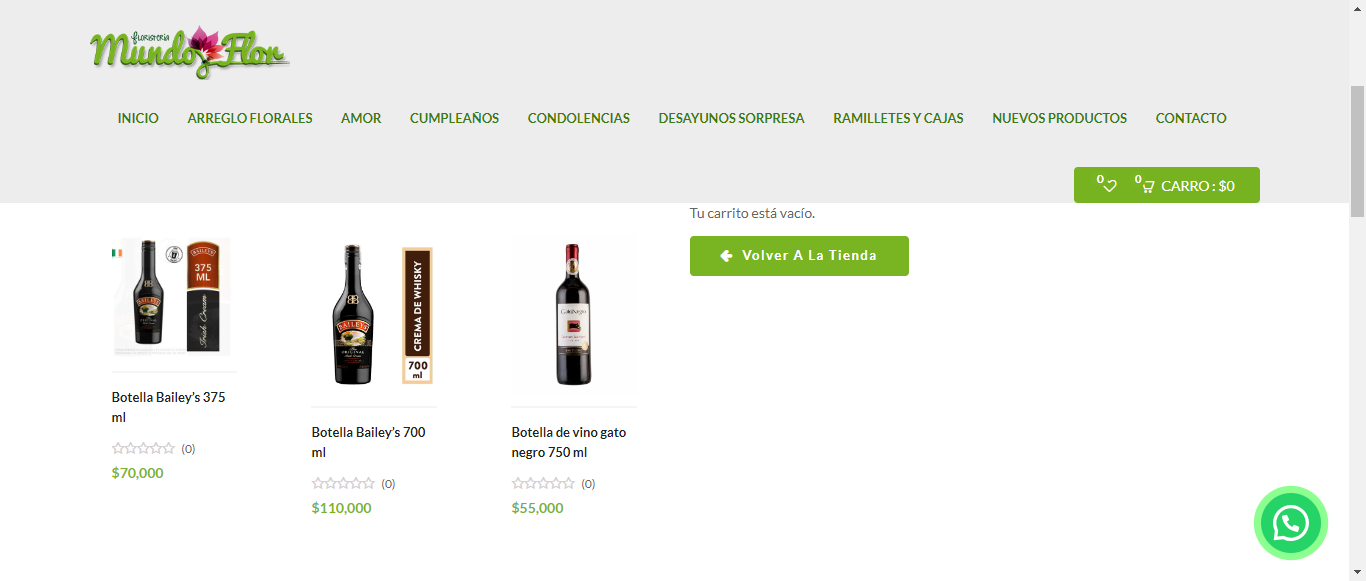 FLORISTERÍA
Mundo Flor
INICIO
ARREGLO FLORALES
AMOR
CUMPLEAÑOS
CONDOLENCIAS
DESAYUNOS SORPRESA
RAMILLETES Y CAJAS
NUEVOS PRODUCTOS
CONTACTO
0
0 CARRO : $0
Tu carrito está vacío.
Volver A La Tienda
BAILEYS
375
ML
Irish Cream
BAILEYS
BAILEYS
ORIGINAL
CREMA DE WHISKY
700
ml
GatoNegro
Botella Bailey’s 375
ml
(0)
$70,000
Botella Bailey’s 700
ml
(0)
$110,000
Botella de vino gato
negro 750 ml
(0)
$55,000